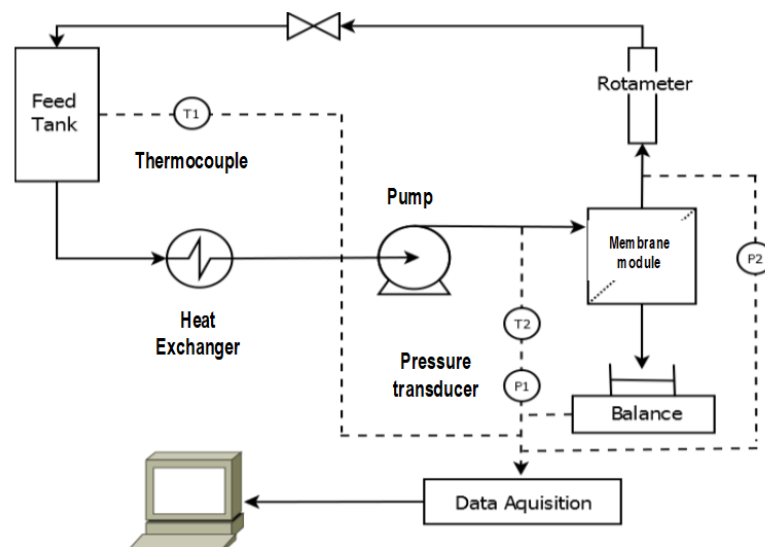 Rotameter
Feed
Tank
T1
Thermocouple
Pump
Membrane
module
P2
Heat
Exchanger
T2
Pressure
transducer
P1
Balance
Data Aquisition